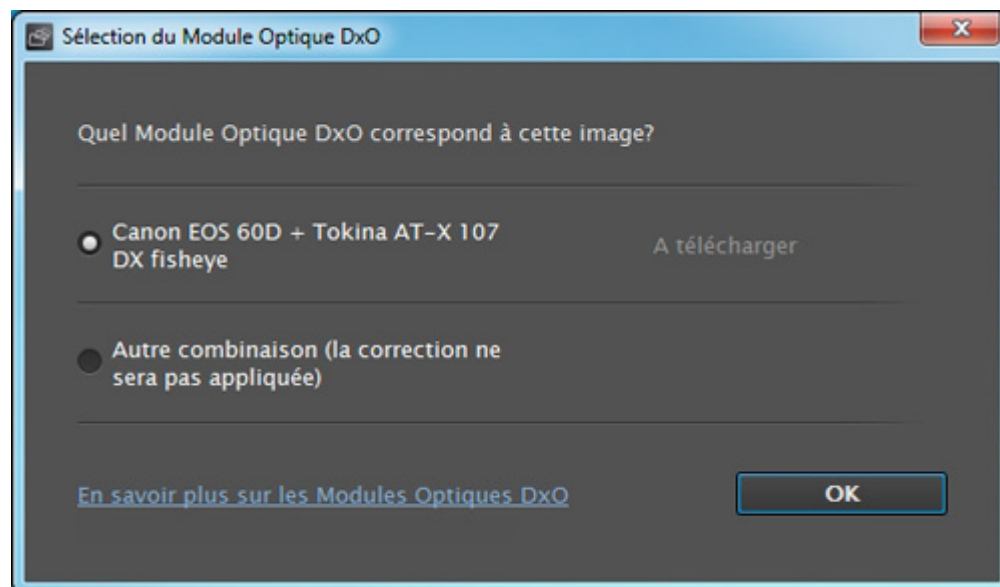 Sélection du Module Optique DxO
Quel Module Optique DxO correspond à cette image?
Canon EOS 60D + Tokina AT-X 107
DX fisheye
A télécharger
Autre combinaison (la correction ne
sera pas appliquée)
En savoir plus sur les Modules Optiques DxO
OK